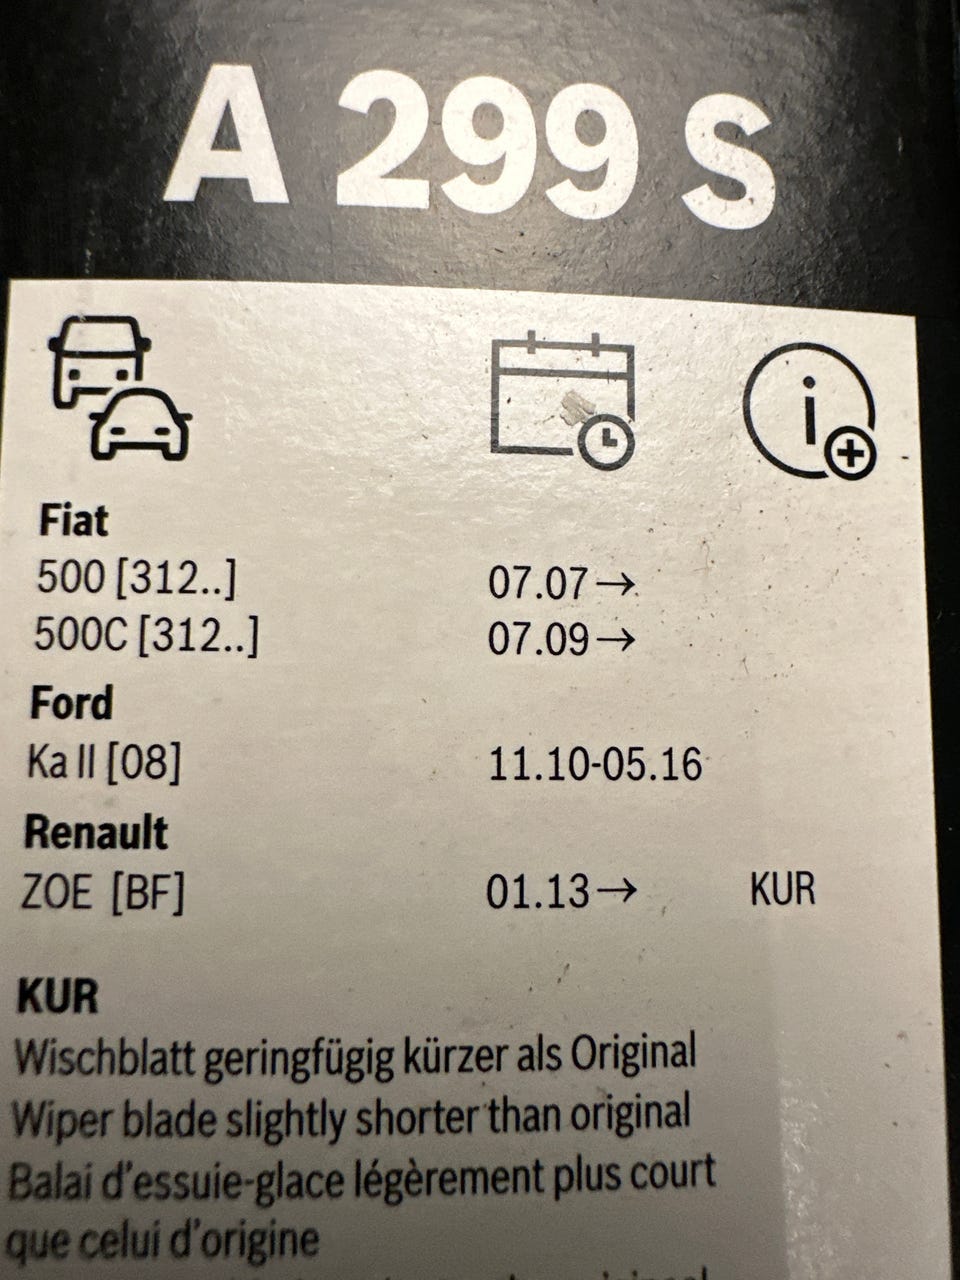 A 299 S
Fiat
500 [312..] 07.07→
500C [312..] 07.09→
Ford
Ka II [08] 11.10-05.16
Renault
ZOE [BF] 01.13→ KUR
KUR
Wischblatt geringfügig kürzer als Original
Wiper blade slightly shorter than original
Balai d'essuie-glace légèrement plus court
que celui d'origine